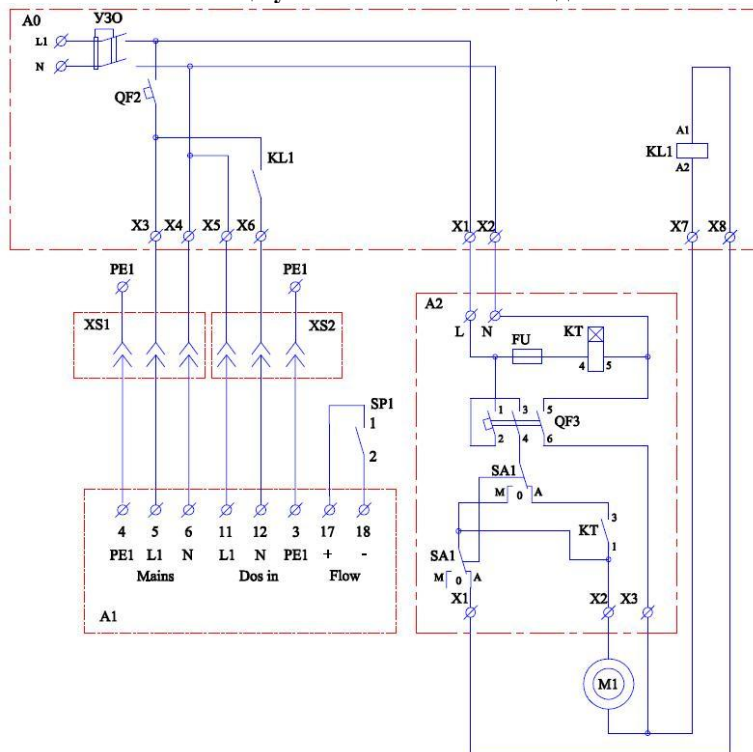 A0
УЗО
L1
N
QF2
KL1
A1
KL1
A2
X3 X4 X5 X6
X1 X2
X7 X8
PE1
PE1
XS1
XS2
A2
L N
FU
KT
4 5
SP1
1
2
1 3 5
QF3
2 4 6
SA1
M 0 A
KT
3
1
SA1
M 0 A
X1 X2 X3
4 5 6 11 12 3 17 18
PE1 L1 N L1 N PE1 + -
Mains Dos in Flow
A1
M1